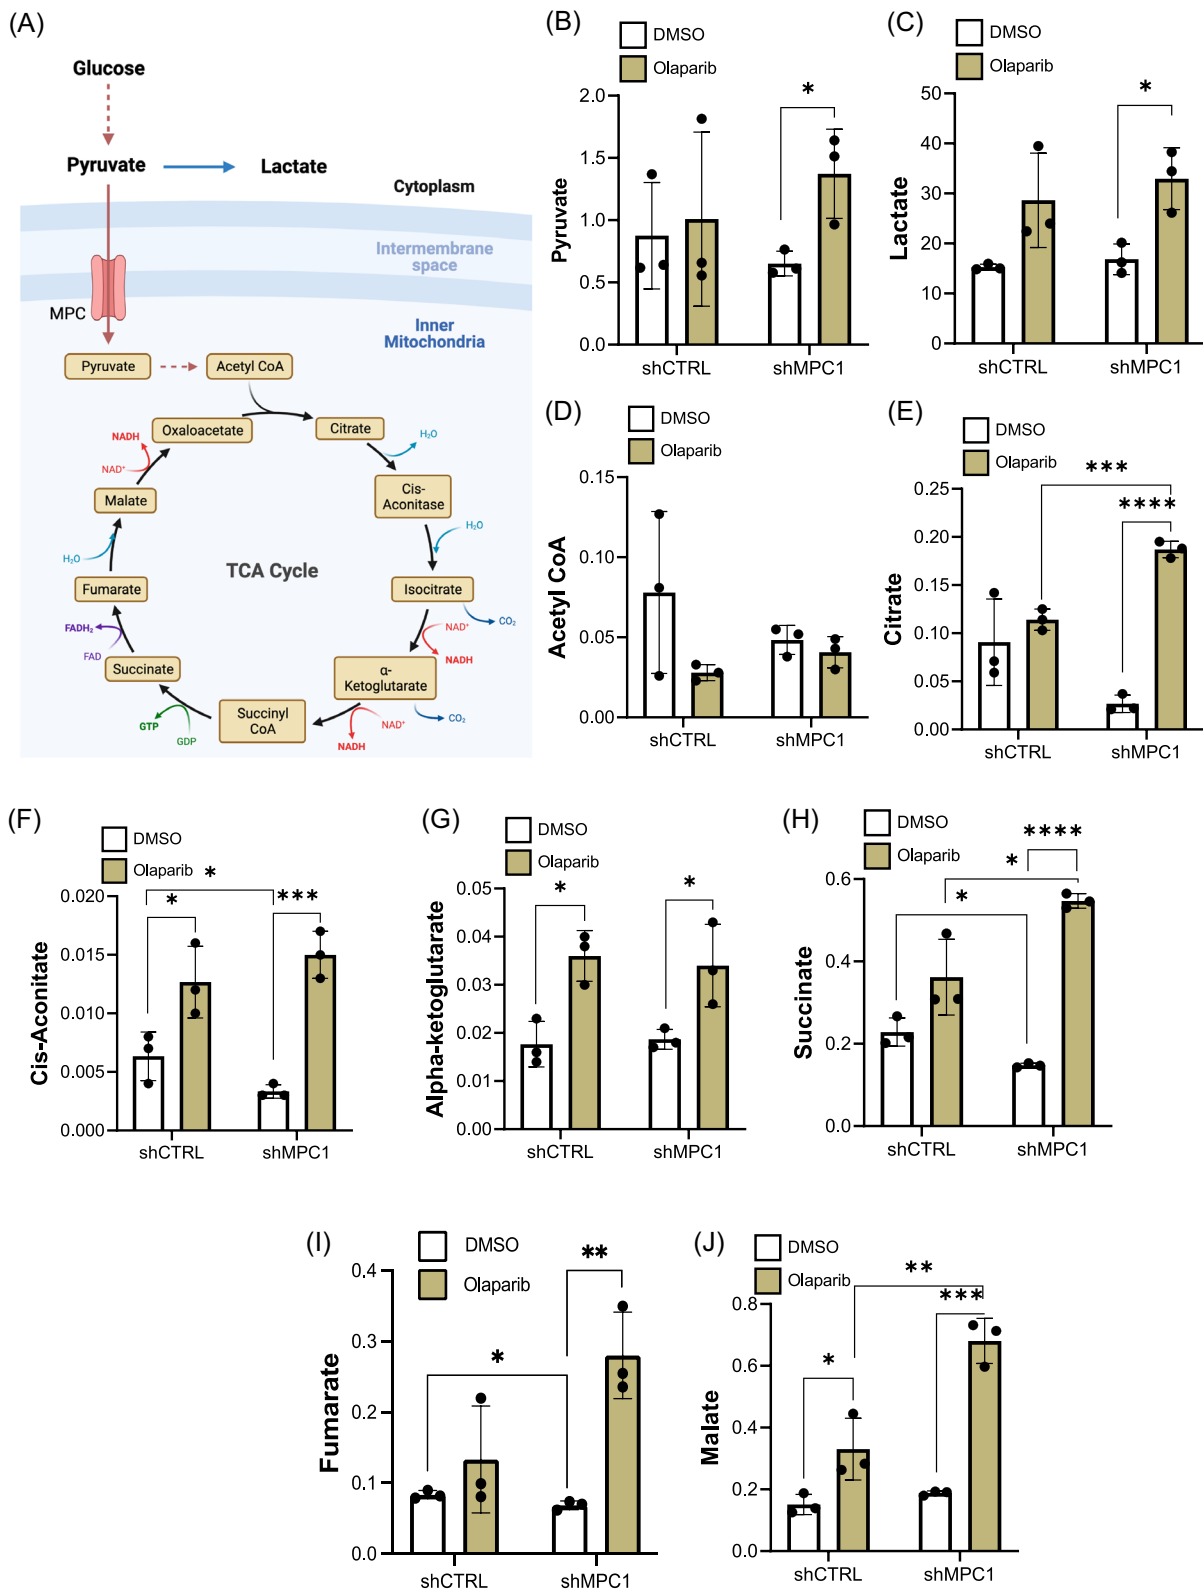 (A)
Glucose
Pyruvate
Lactate
Cytoplasm
Intermembrane
space
MPC
Inner
Mitochondria
Pyruvate
Acetyl CoA
Oxaloacetate
Citrate
NADH
NAD+
H₂O
Malate
Cis-
Aconitase
H₂O
H₂O
TCA Cycle
Fumarate
Isocitrate
CO₂
FADH₂
FAD
NAD+
NADH
Succinate
α-
Ketoglutarate
GTP
GDP
Succinyl
CoA
NAD+
NADH
CO₂
(B)
DMSO
Olaparib
Pyruvate
2.0
1.5
1.0
0.5
0.0
*
shCTRL
shMPC1
(C)
DMSO
Olaparib
Lactate
50
40
30
20
10
0
*
shCTRL
shMPC1
(D)
DMSO
Olaparib
Acetyl CoA
0.15
0.10
0.05
0.00
shCTRL
shMPC1
(E)
DMSO
Olaparib
Citrate
0.25
0.20
0.15
0.10
0.05
0.00
***
****
shCTRL
shMPC1
(F)
DMSO
Olaparib
Cis-Aconitate
0.020
0.015
0.010
0.005
0.000
*
*
***
shCTRL
shMPC1
(G)
DMSO
Olaparib
Alpha-ketoglutarate
0.05
0.04
0.03
0.02
0.01
0.00
*
*
shCTRL
shMPC1
(H)
DMSO
Olaparib
Succinate
0.6
0.4
0.2
0.0
****
*
*
shCTRL
shMPC1
(I)
DMSO
Olaparib
Fumarate
0.4
0.3
0.2
0.1
0.0
**
*
shCTRL
shMPC1
(J)
DMSO
Olaparib
Malate
0.8
0.6
0.4
0.2
0.0
**
***
*
shCTRL
shMPC1